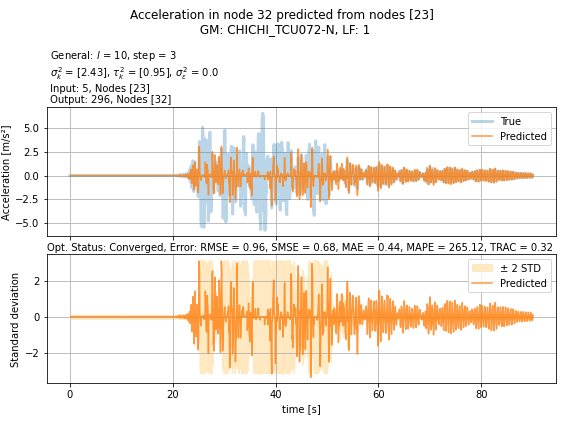 Acceleration in node 32 predicted from nodes [23]
GM: CHICHI_TCU072-N, LF: 1
General: l = 10, step = 3
σ²ₖ = [2.43], τ²ₖ = [0.95], σ²ε = 0.0
Input: 5, Nodes [23]
Output: 296, Nodes [32]
Acceleration [m/s²]
5.0
2.5
0.0
−2.5
−5.0
True
Predicted
Opt. Status: Converged, Error: RMSE = 0.96, SMSE = 0.68, MAE = 0.44, MAPE = 265.12, TRAC = 0.32
Standard deviation
2
0
−2
± 2 STD
Predicted
0 20 40 60 80
time [s]